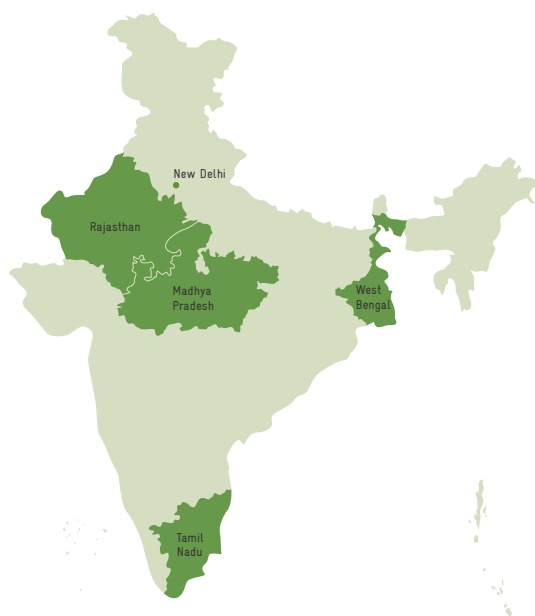 New Delhi
Rajasthan
Madhya
Pradesh
West
Bengal
Tamil
Nadu